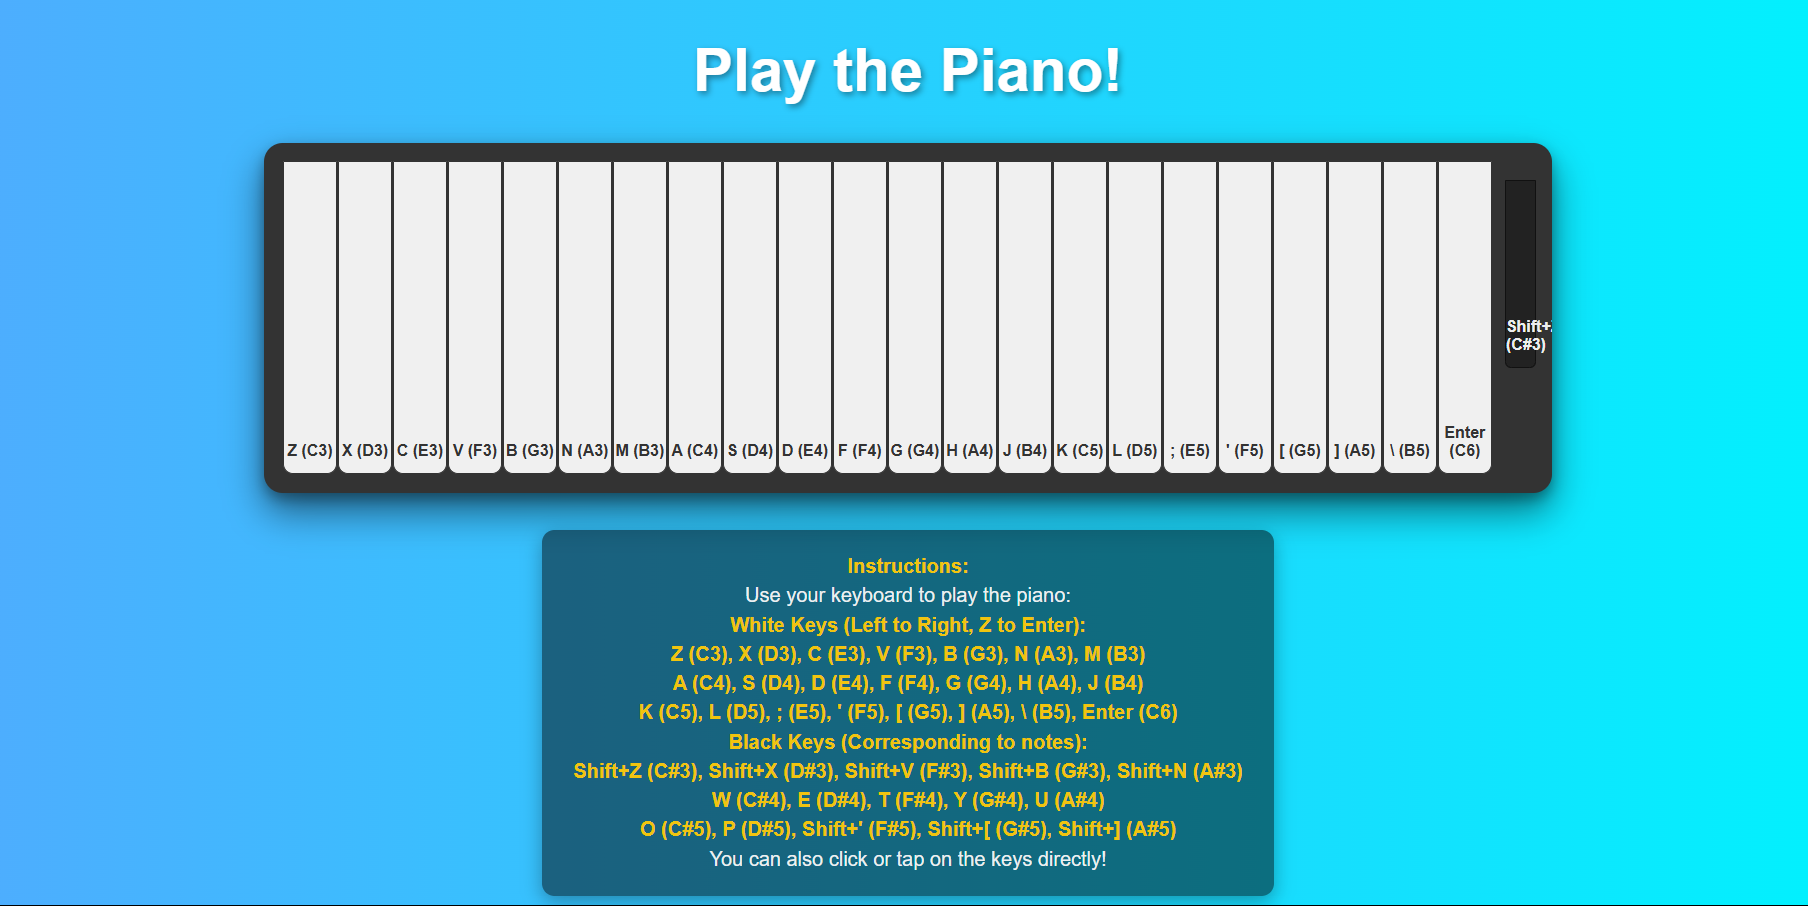 Play the Piano!
Z (C3) X (D3) C (E3) V (F3) B (G3) N (A3) M (B3) A (C4) S (D4) D (E4) F (F4) G (G4) H (A4) J (B4) K (C5) L (D5) ; (E5) ' (F5) [ (G5) ] (A5) \ (B5) Enter
(C6)
Shift+
(C#3)
Instructions:
Use your keyboard to play the piano:
White Keys (Left to Right, Z to Enter):
Z (C3), X (D3), C (E3), V (F3), B (G3), N (A3), M (B3)
A (C4), S (D4), D (E4), F (F4), G (G4), H (A4), J (B4)
K (C5), L (D5), ; (E5), ' (F5), [ (G5), ] (A5), \ (B5), Enter (C6)
Black Keys (Corresponding to notes):
Shift+Z (C#3), Shift+X (D#3), Shift+V (F#3), Shift+B (G#3), Shift+N (A#3)
W (C#4), E (D#4), T (F#4), Y (G#4), U (A#4)
O (C#5), P (D#5), Shift+' (F#5), Shift+[ (G#5), Shift+] (A#5)
You can also click or tap on the keys directly!